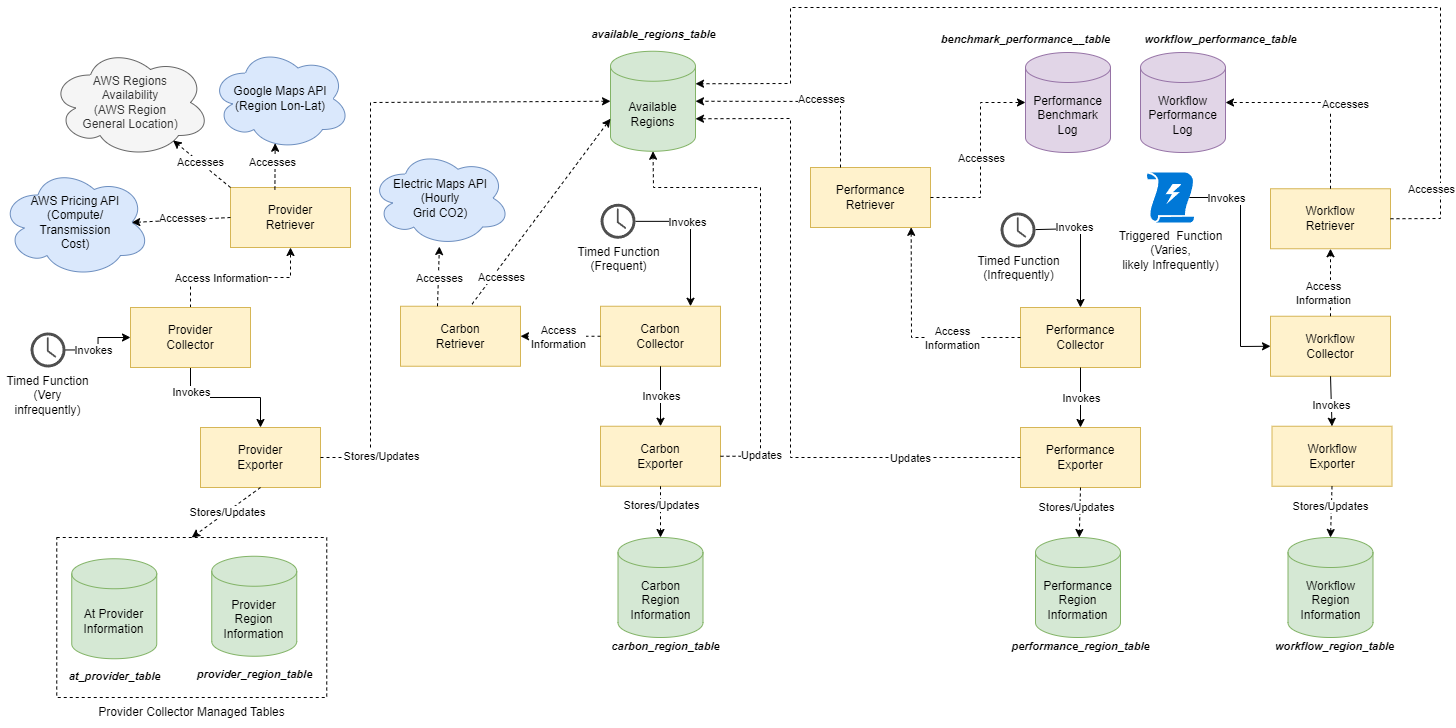 available_regions_table
benchmark_performance__table
workflow_performance_table
AWS Regions
Availability
(AWS Region
General Location)
Google Maps API
(Region Lon-Lat)
Available
Regions
Accesses
Performance
Benchmark
Log
Workflow
Performance
Log
Accesses
Accesses
Accesses
Accesses
AWS Pricing API
(Compute/
Transmission
Cost)
Accesses
Provider
Retriever
Electric Maps API
(Hourly
Grid CO2)
Invokes
Timed Function
(Frequent)
Performance
Retriever
Invokes
Timed Function
(Infrequently)
Invokes
Triggered  Function
(Varies,
likely Infrequently)
Workflow
Retriever
Accesses
Access Information
Accesses
Accesses
Access
Information
Provider
Collector
Invokes
Timed Function
(Very
infrequently)
Carbon
Retriever
Access
Information
Carbon
Collector
Access
Information
Performance
Collector
Workflow
Collector
Invokes
Invokes
Invokes
Invokes
Provider
Exporter
Stores/Updates
Carbon
Exporter
Updates
Updates
Performance
Exporter
Workflow
Exporter
Stores/Updates
Stores/Updates
Stores/Updates
Stores/Updates
At Provider
Information
Provider
Region
Information
Carbon
Region
Information
Performance
Region
Information
Workflow
Region
Information
at_provider_table
provider_region_table
carbon_region_table
performance_region_table
workflow_region_table
Provider Collector Managed Tables